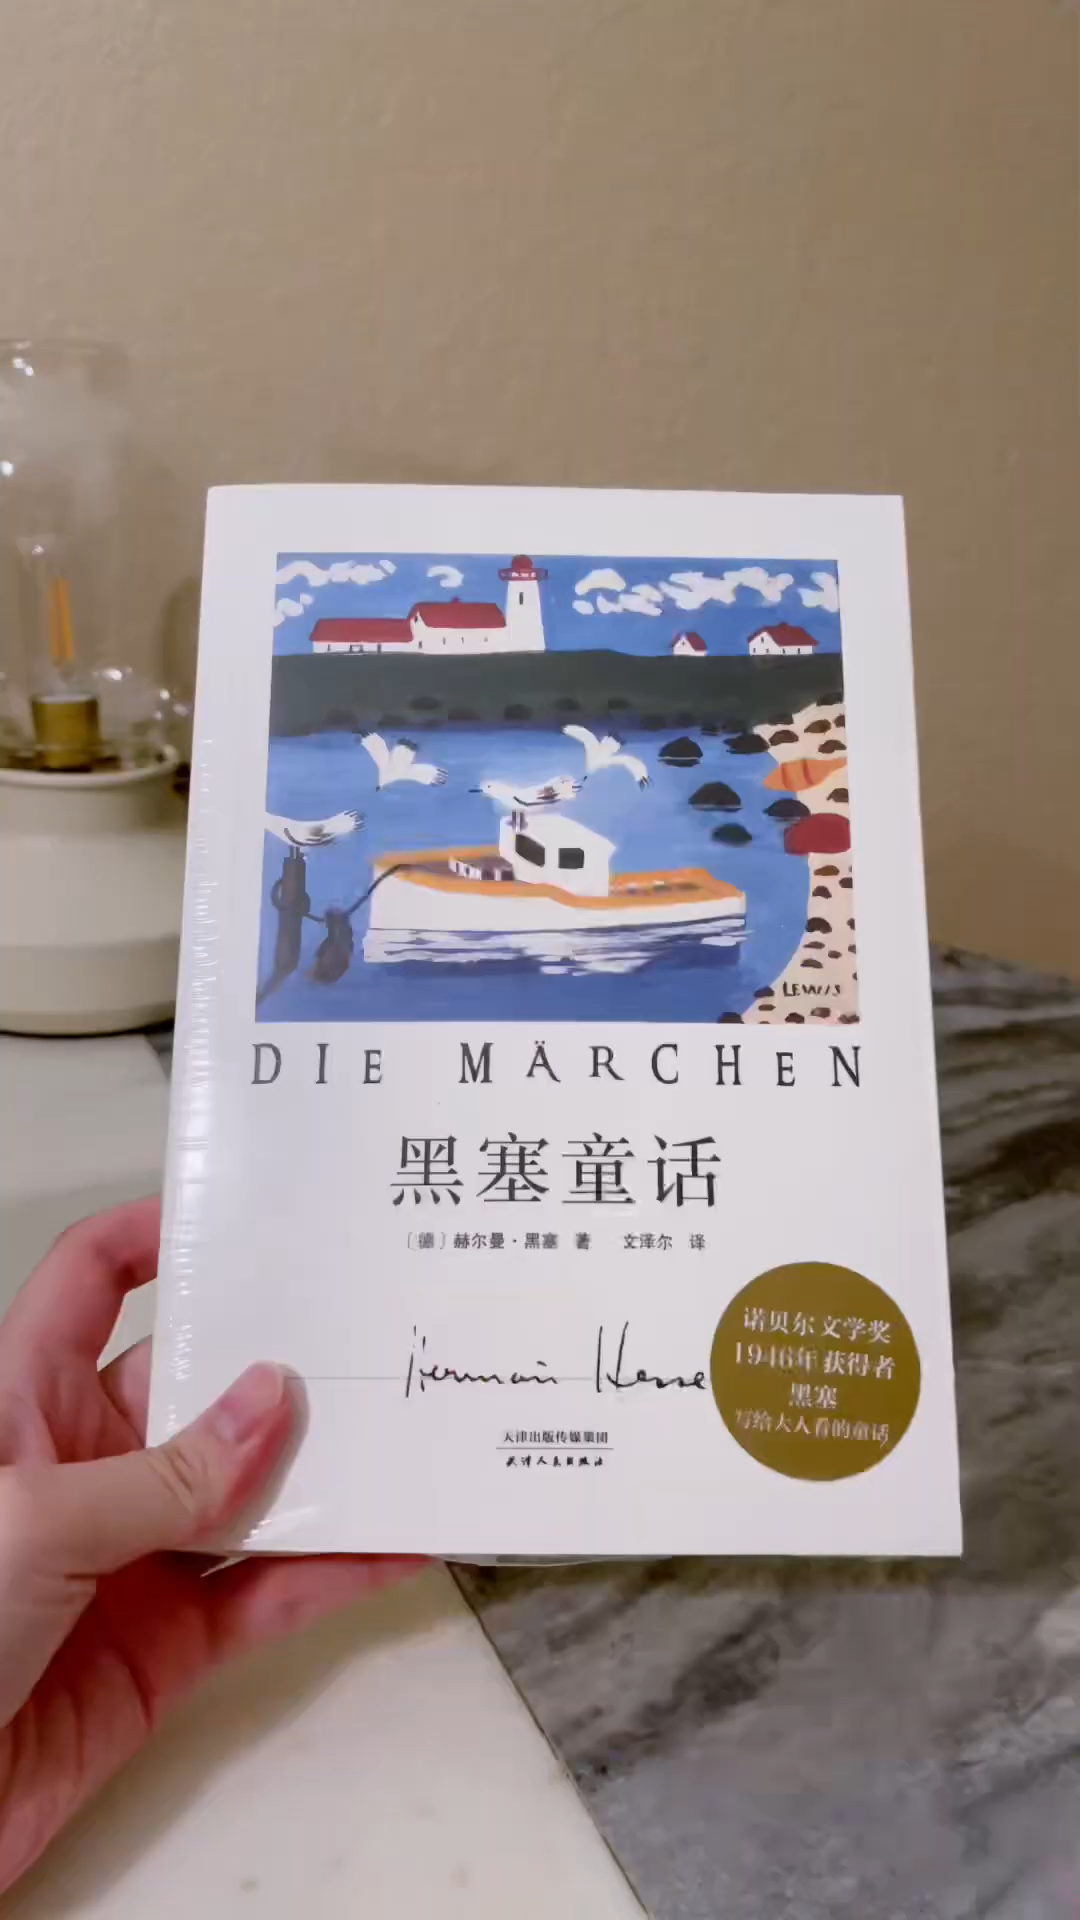 LEWIS
DIE MÄRCHEN
黑塞童话
〔德〕赫尔曼·黑塞 著 文泽尔 译
Hermann Hesse
诺贝尔文学奖
1946年获得者
黑塞
写给大人看的童话
天津出版传媒集团
天津人民出版社